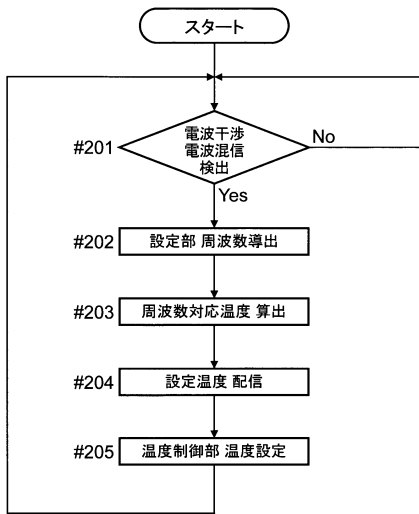 スタート
#201
電波干渉
電波混信
検出
No
Yes
#202 設定部 周波数導出
#203 周波数対応温度 算出
#204 設定温度 配信
#205 温度制御部 温度設定